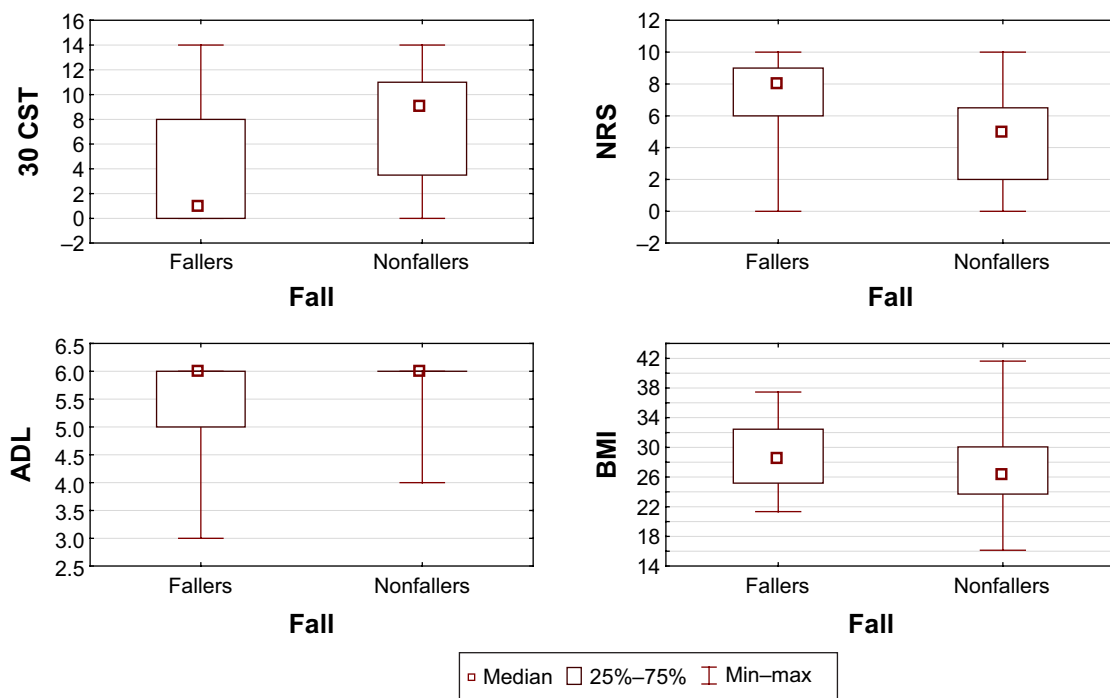 16
14
12
10
8
6
4
2
0
–2
30 CST
Fallers
Nonfallers
Fall
12
10
8
6
4
2
0
–2
NRS
Fallers
Nonfallers
Fall
6.5
6.0
5.5
5.0
4.5
4.0
3.5
3.0
2.5
ADL
Fallers
Nonfallers
Fall
42
38
34
30
26
22
18
14
BMI
Fallers
Nonfallers
Fall
Median 25%–75% Min–max